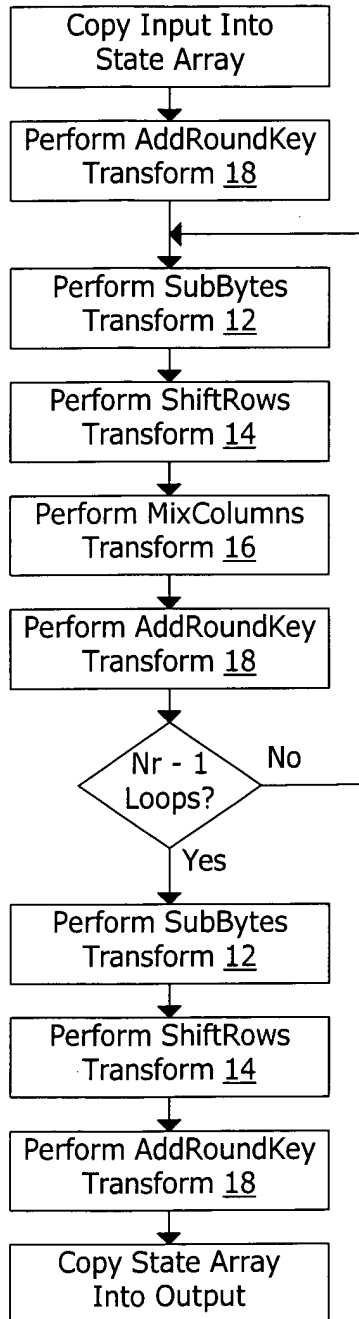 Copy Input Into
State Array
Perform AddRoundKey
Transform 18
Perform SubBytes
Transform 12
Perform ShiftRows
Transform 14
Perform MixColumns
Transform 16
Perform AddRoundKey
Transform 18
Nr - 1
Loops?
No
Yes
Perform SubBytes
Transform 12
Perform ShiftRows
Transform 14
Perform AddRoundKey
Transform 18
Copy State Array
Into Output